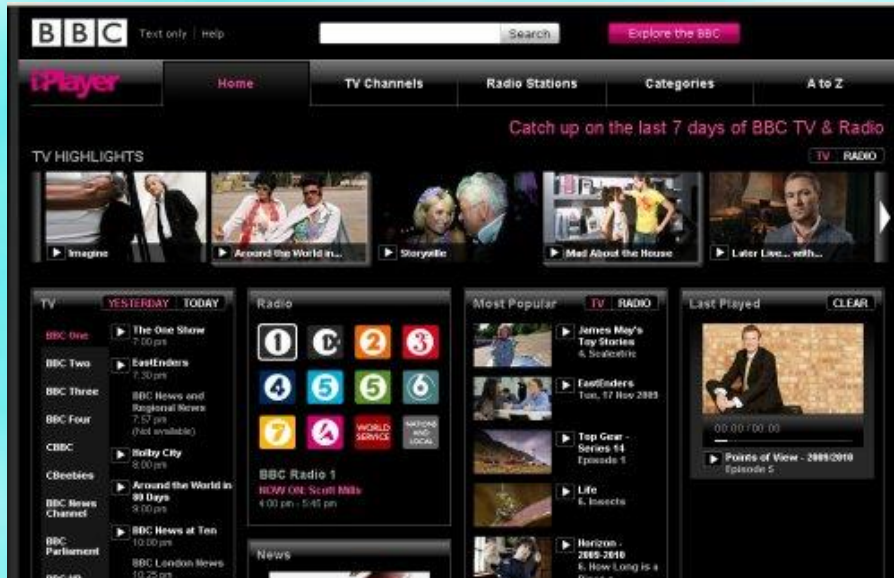 BBC Text only Help Search Explore the BBC
iPlayer Home TV Channels Radio Stations Categories A to Z
Catch up on the last 7 days of BBC TV & Radio
TV HIGHLIGHTS TV RADIO
Imagine Around the World in... Storyville Mad About the House Later Live... with...
TV YESTERDAY TODAY
BBC One
BBC Two
BBC Three
BBC Four
CBBC
CBeebies
BBC News
Channel
BBC
Parliament
The One Show
7:00 pm
EastEnders
7:30 pm
BBC News and
Regional News
7:57 pm
(Not available)
Holby City
8:00 pm
Around the World in
80 Days
9:00 pm
BBC News at Ten
10:00 pm
BBC London News
10:25 pm
Radio
1 1X 2 3
4 5 5 6
7 A WORLD
SERVICE NATIONS
AND
LOCAL
BBC Radio 1
NOW ON: Scott Mills
4:00 pm - 5:45 pm
News
Most Popular TV RADIO
James May's
Toy Stories
4. Scalextric
EastEnders
Tue, 17 Nov 2009
Top Gear -
Series 14
Episode 1
Life
6. Insects
Horizon -
2009-2010
6. How Long is a
Last Played CLEAR
00:00 / 00:00
Points of View - 2009/2010
Episode 5